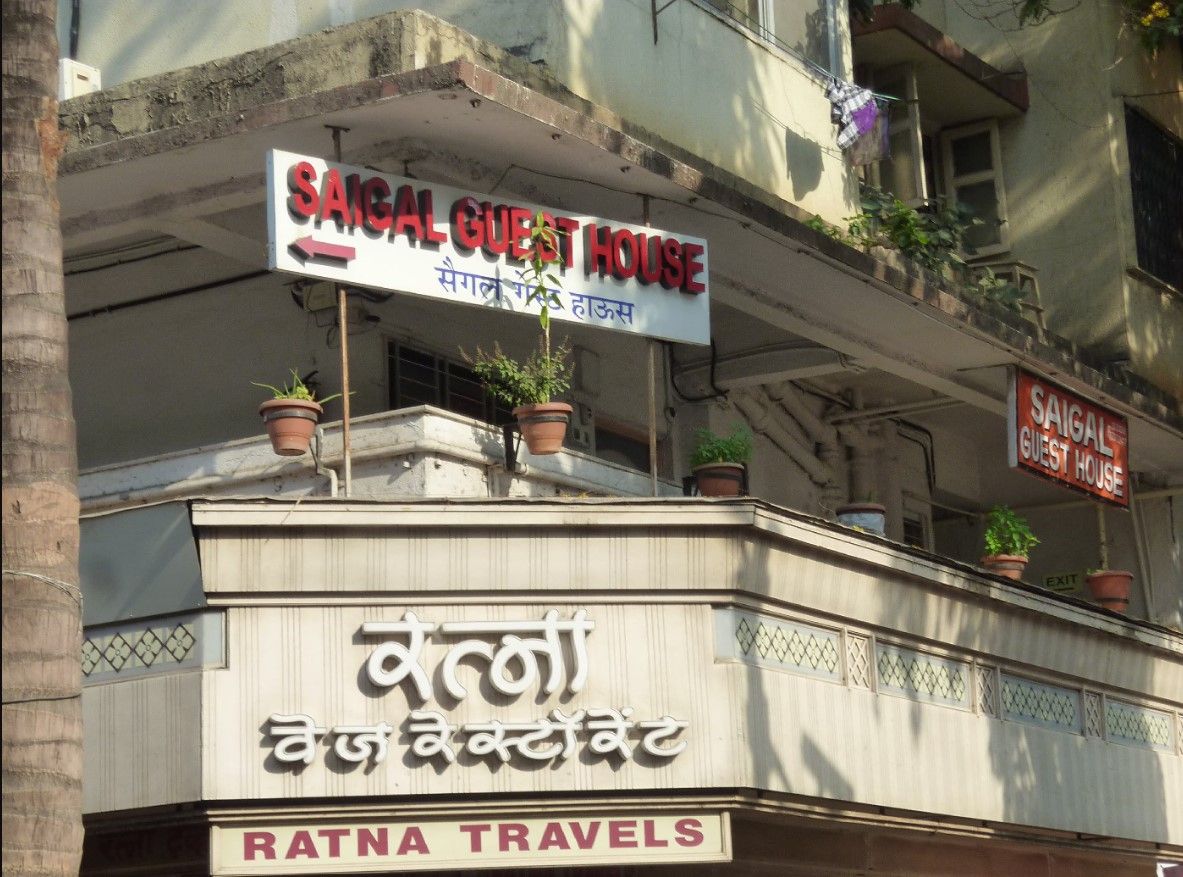 SAIGAL GUEST HOUSE
सैगल गेस्ट हाऊस
SAIGAL
GUEST HOUSE
EXIT
रत्ना
वेज रेस्टॉरेंट
RATNA TRAVELS